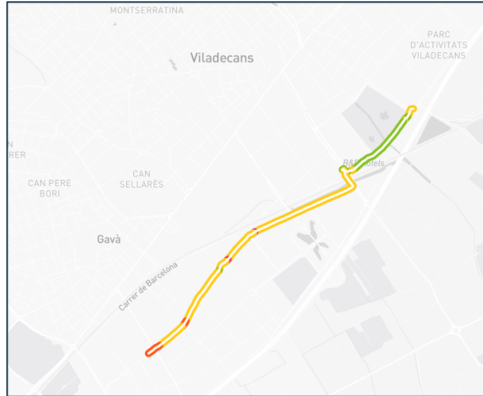 MONTSERRATINA
Viladecans
PARC
D'ACTIVITATS
VILADECANS
CAN
SELLARÈS
CAN PERE
BORI
Gavà
Carrer de Barcelona